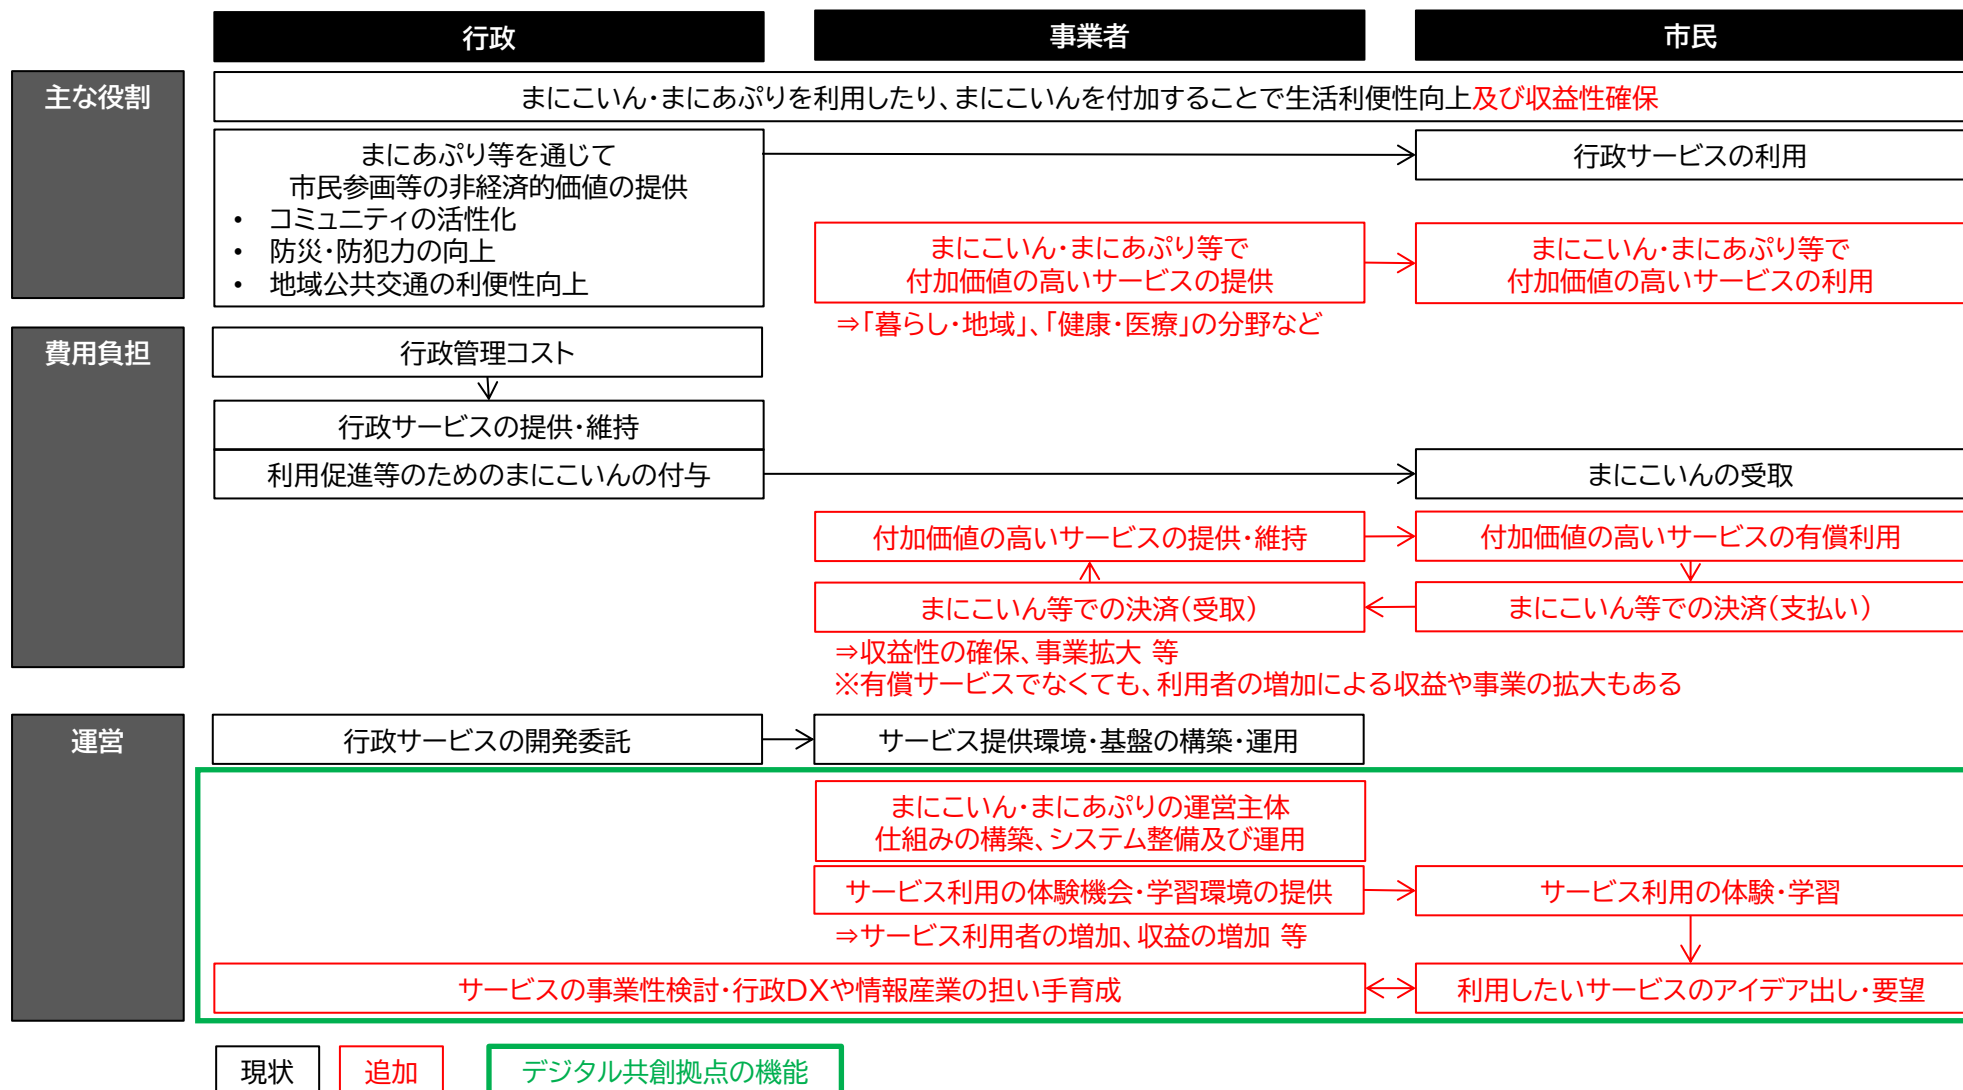 行政
事業者
市民
主な役割
まにこいん・まにあぷりを利用したり、まにこいんを付加することで生活利便性向上及び収益性確保
まにあぷり等を通じて
市民参画等の非経済的価値の提供
• コミュニティの活性化
• 防災・防犯力の向上
• 地域公共交通の利便性向上
行政サービスの利用
まにこいん・まにあぷり等で
付加価値の高いサービスの提供
まにこいん・まにあぷり等で
付加価値の高いサービスの利用
⇒「暮らし・地域」、「健康・医療」の分野など
費用負担
行政管理コスト
行政サービスの提供・維持
利用促進等のためのまにこいんの付与
まにこいんの受取
付加価値の高いサービスの提供・維持
付加価値の高いサービスの有償利用
まにこいん等での決済（受取）
まにこいん等での決済（支払い）
⇒収益性の確保、事業拡大 等
※有償サービスでなくても、利用者の増加による収益や事業の拡大もある
運営
行政サービスの開発委託
サービス提供環境・基盤の構築・運用
まにこいん・まにあぷりの運営主体
仕組みの構築、システム整備及び運用
サービス利用の体験機会・学習環境の提供
サービス利用の体験・学習
⇒サービス利用者の増加、収益の増加 等
サービスの事業性検討・行政DXや情報産業の担い手育成
利用したいサービスのアイデア出し・要望
現状
追加
デジタル共創拠点の機能